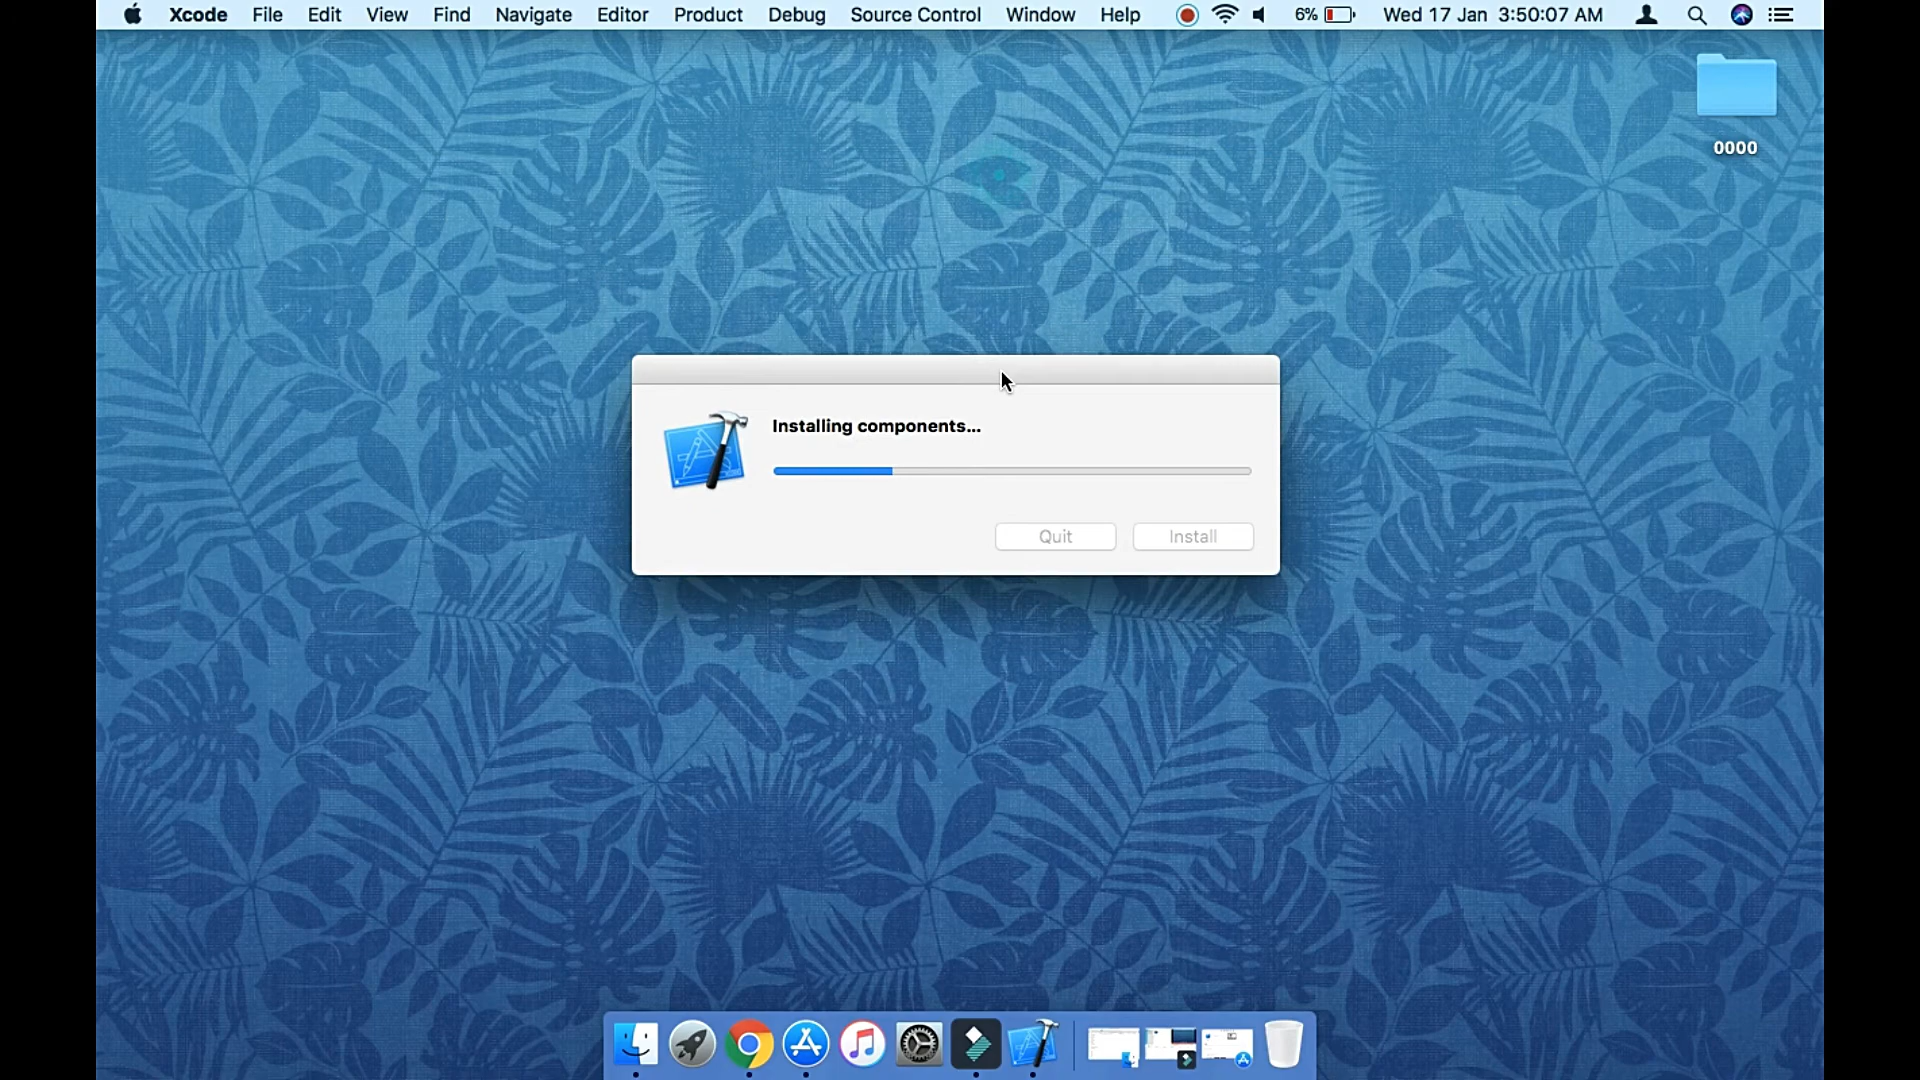 Xcode File Edit View Find Navigate Editor Product Debug Source Control Window Help 6% Wed 17 Jan 3:50:07 AM
0000
Installing components...
Quit Install